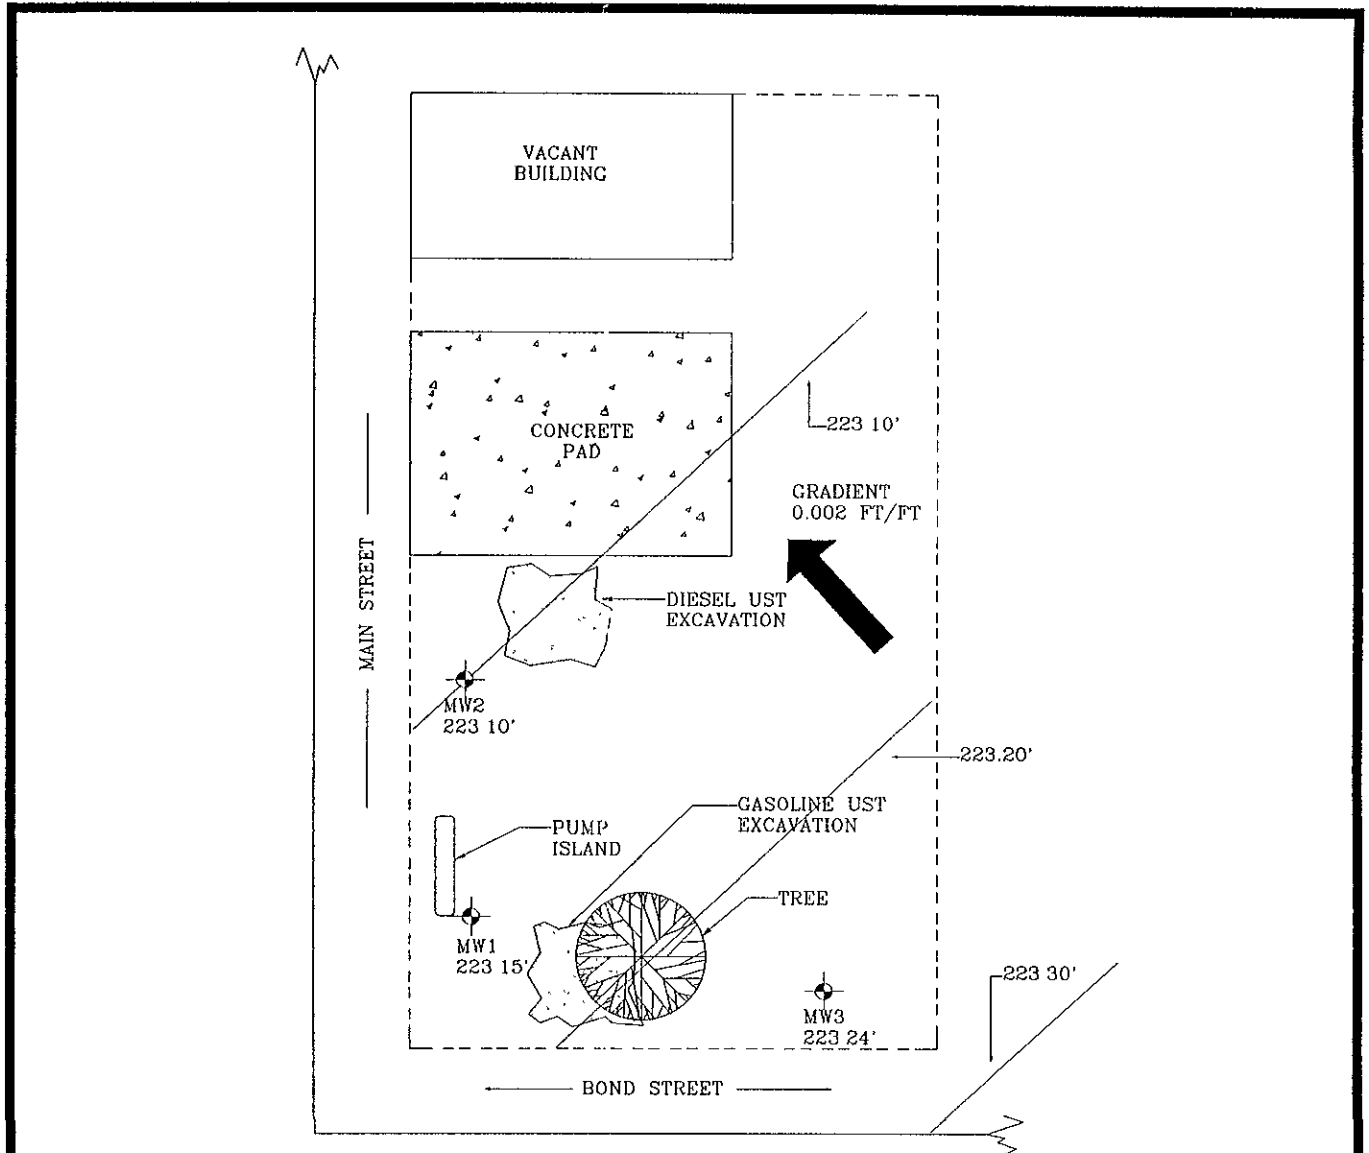 VACANT
BUILDING
CONCRETE
PAD
223 10'
GRADIENT
0.002 FT/FT
MAIN STREET
DIESEL UST
EXCAVATION
MW2
223 10'
223.20'
GASOLINE UST
EXCAVATION
PUMP
ISLAND
TREE
MW1
223 15'
223 30'
MW3
223 24'
BOND STREET